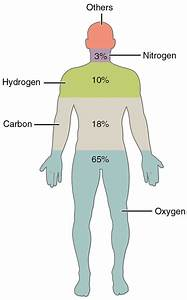 Others
3%
Nitrogen
Hydrogen
10%
Carbon
18%
65%
Oxygen